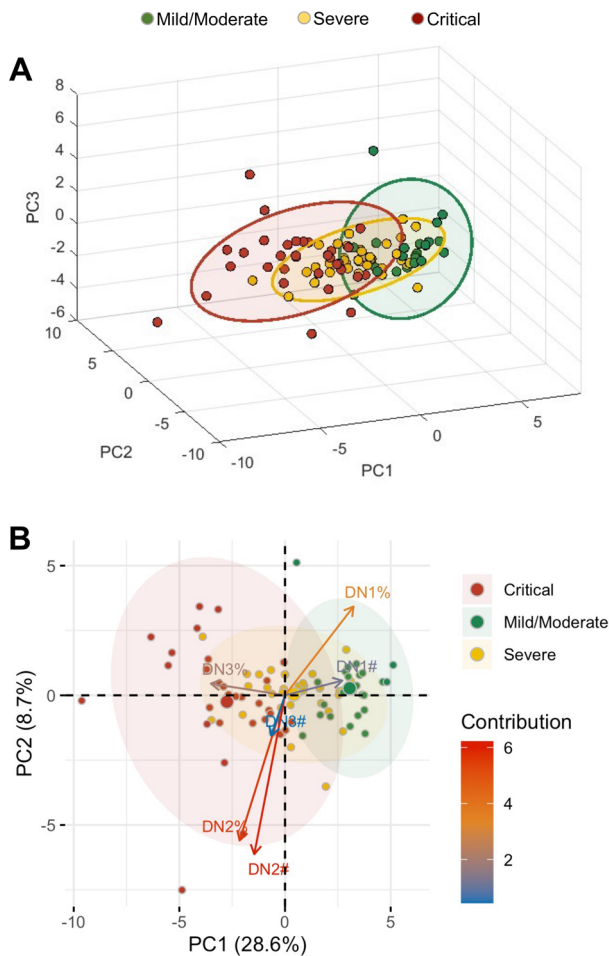 Mild/Moderate Severe Critical
A
8
6
4
2
0
-2
-4
-6
PC3
10
5
0
-5
-10
PC2
-10
-5
0
5
PC1
B
5
0
-5
PC2 (8.7%)
DN1%
DN1#
DN3%
DN3#
DN2%
DN2#
-10 -5 0 5
PC1 (28.6%)
Critical
Mild/Moderate
Severe
Contribution
6
4
2